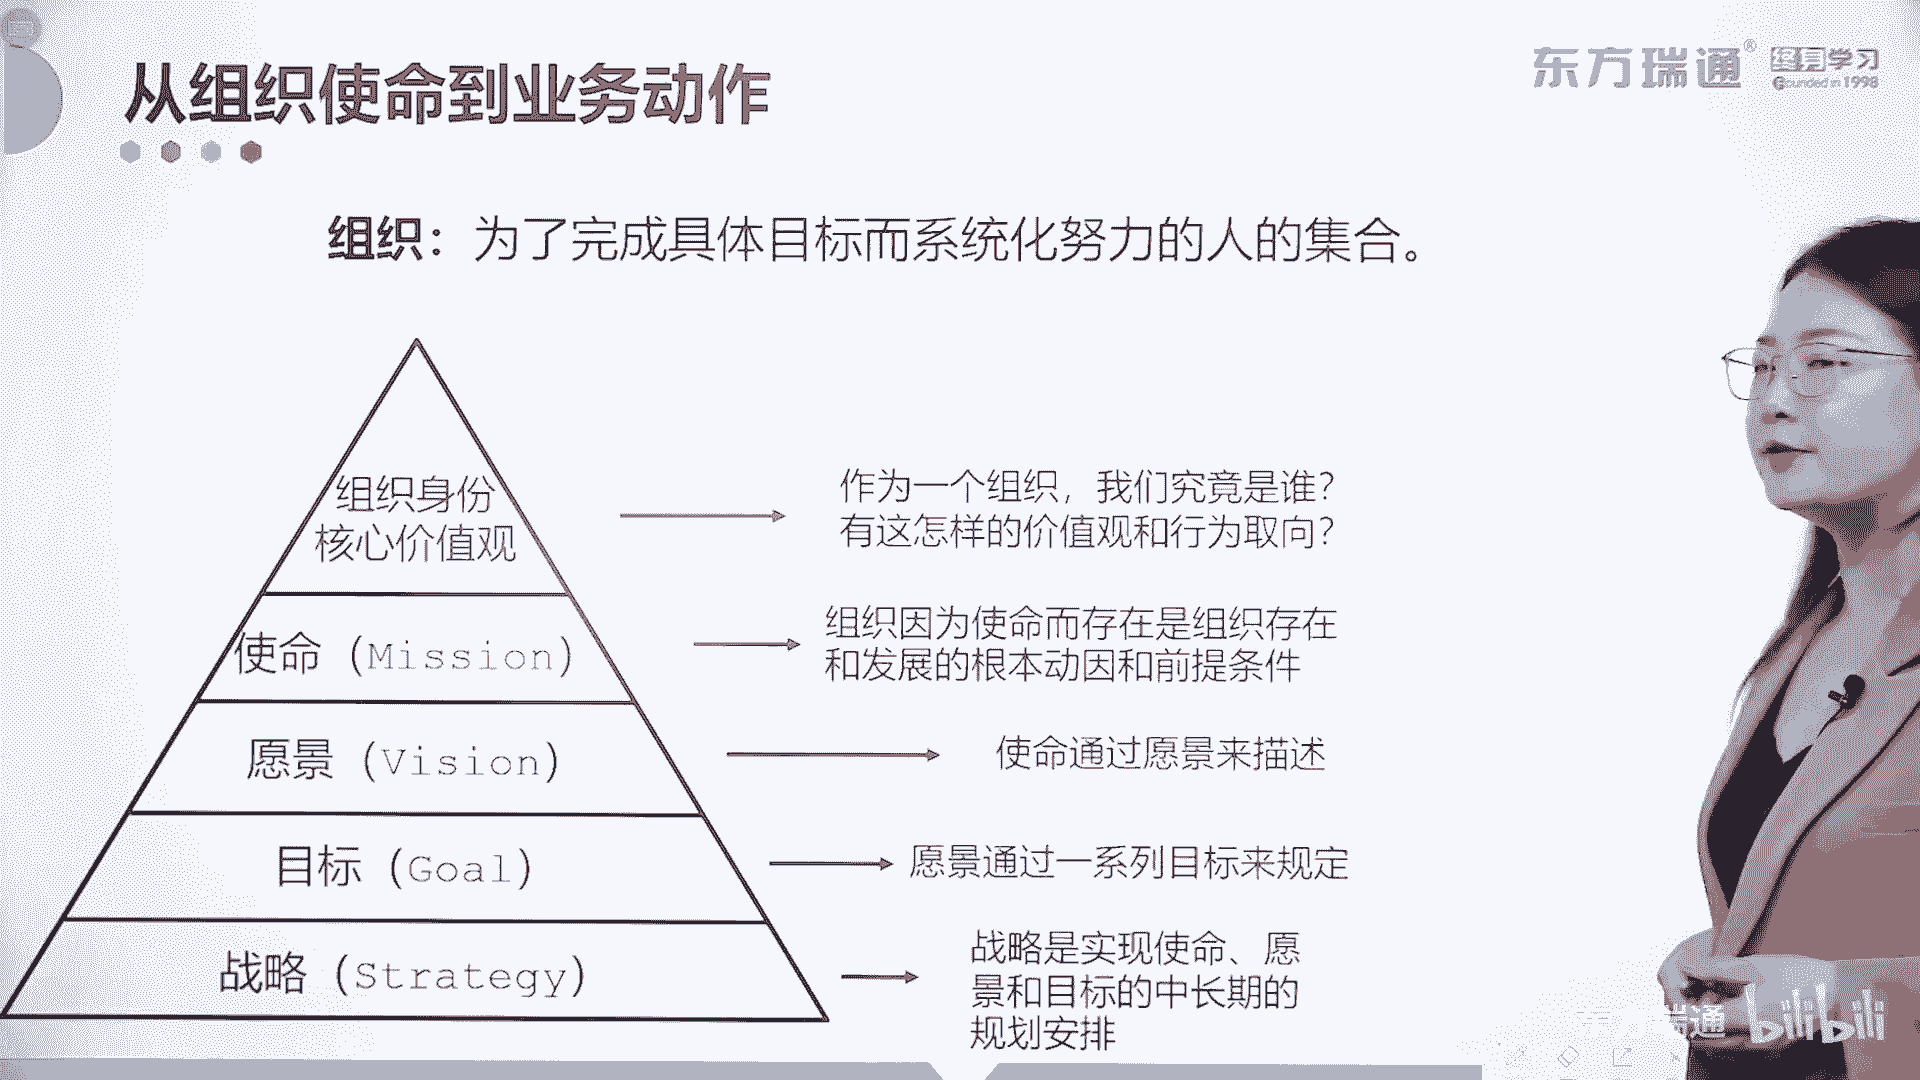 从组织使命到业务动作
东方瑞通®
终身学习
Founded in 1998
组织：为了完成具体目标而系统化努力的人的集合。
组织身份
核心价值观
作为一个组织，我们究竟是谁？
有这怎样的价值观和行为取向？
使命（Mission）
组织因为使命而存在是组织存在
和发展的根本动因和前提条件
愿景（Vision）
使命通过愿景来描述
目标（Goal）
愿景通过一系列目标来规定
战略（Strategy）
战略是实现使命、愿
景和目标的中长期的
规划安排
瑞通 bilibili